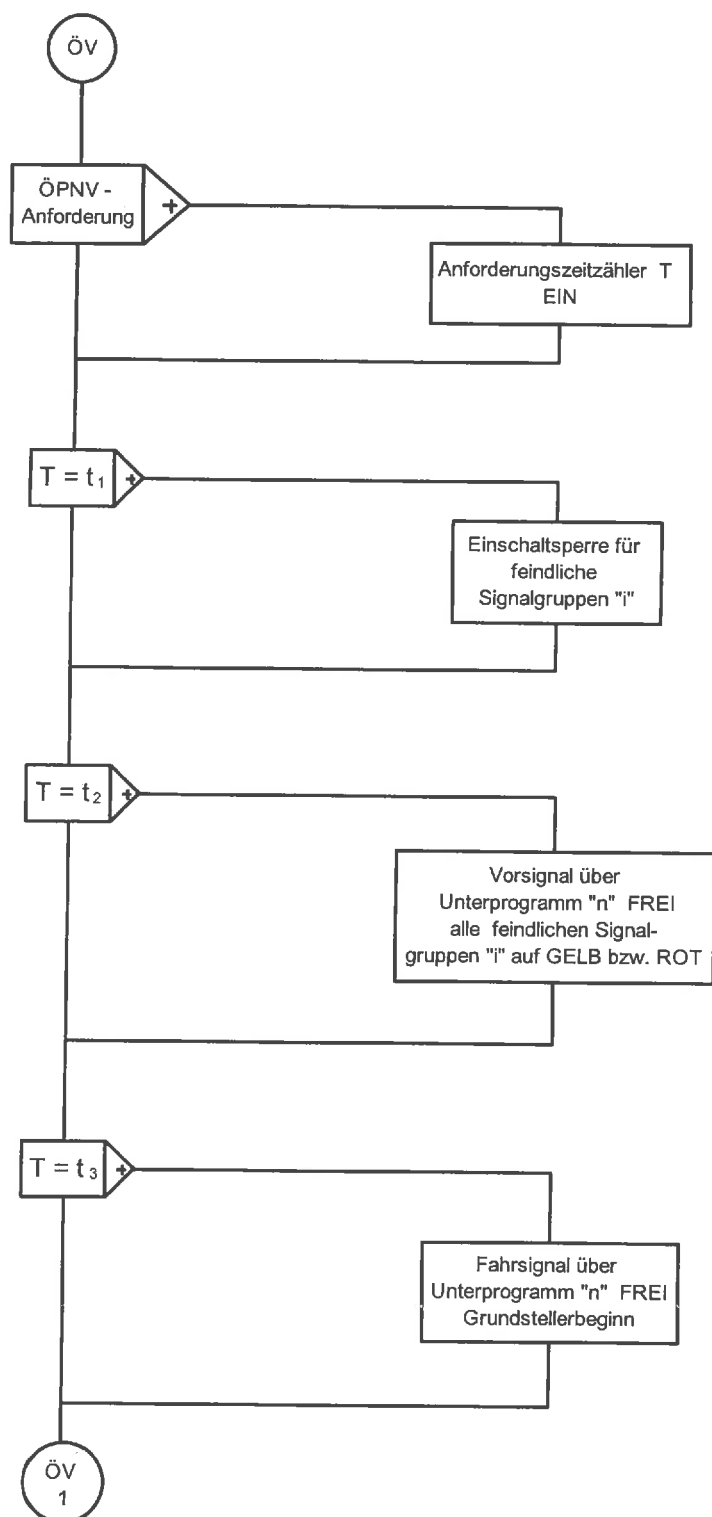 ÖV
ÖPNV -
Anforderung
+
Anforderungszeitzähler T
EIN
T = t₁
+
Einschaltsperre für
feindliche
Signalgruppen "i"
T = t₂
+
Vorsignal über
Unterprogramm "n" FREI
alle feindlichen Signal-
gruppen "i" auf GELB bzw. ROT
T = t₃
+
Fahrsignal über
Unterprogramm "n" FREI
Grundstellerbeginn
ÖV
1